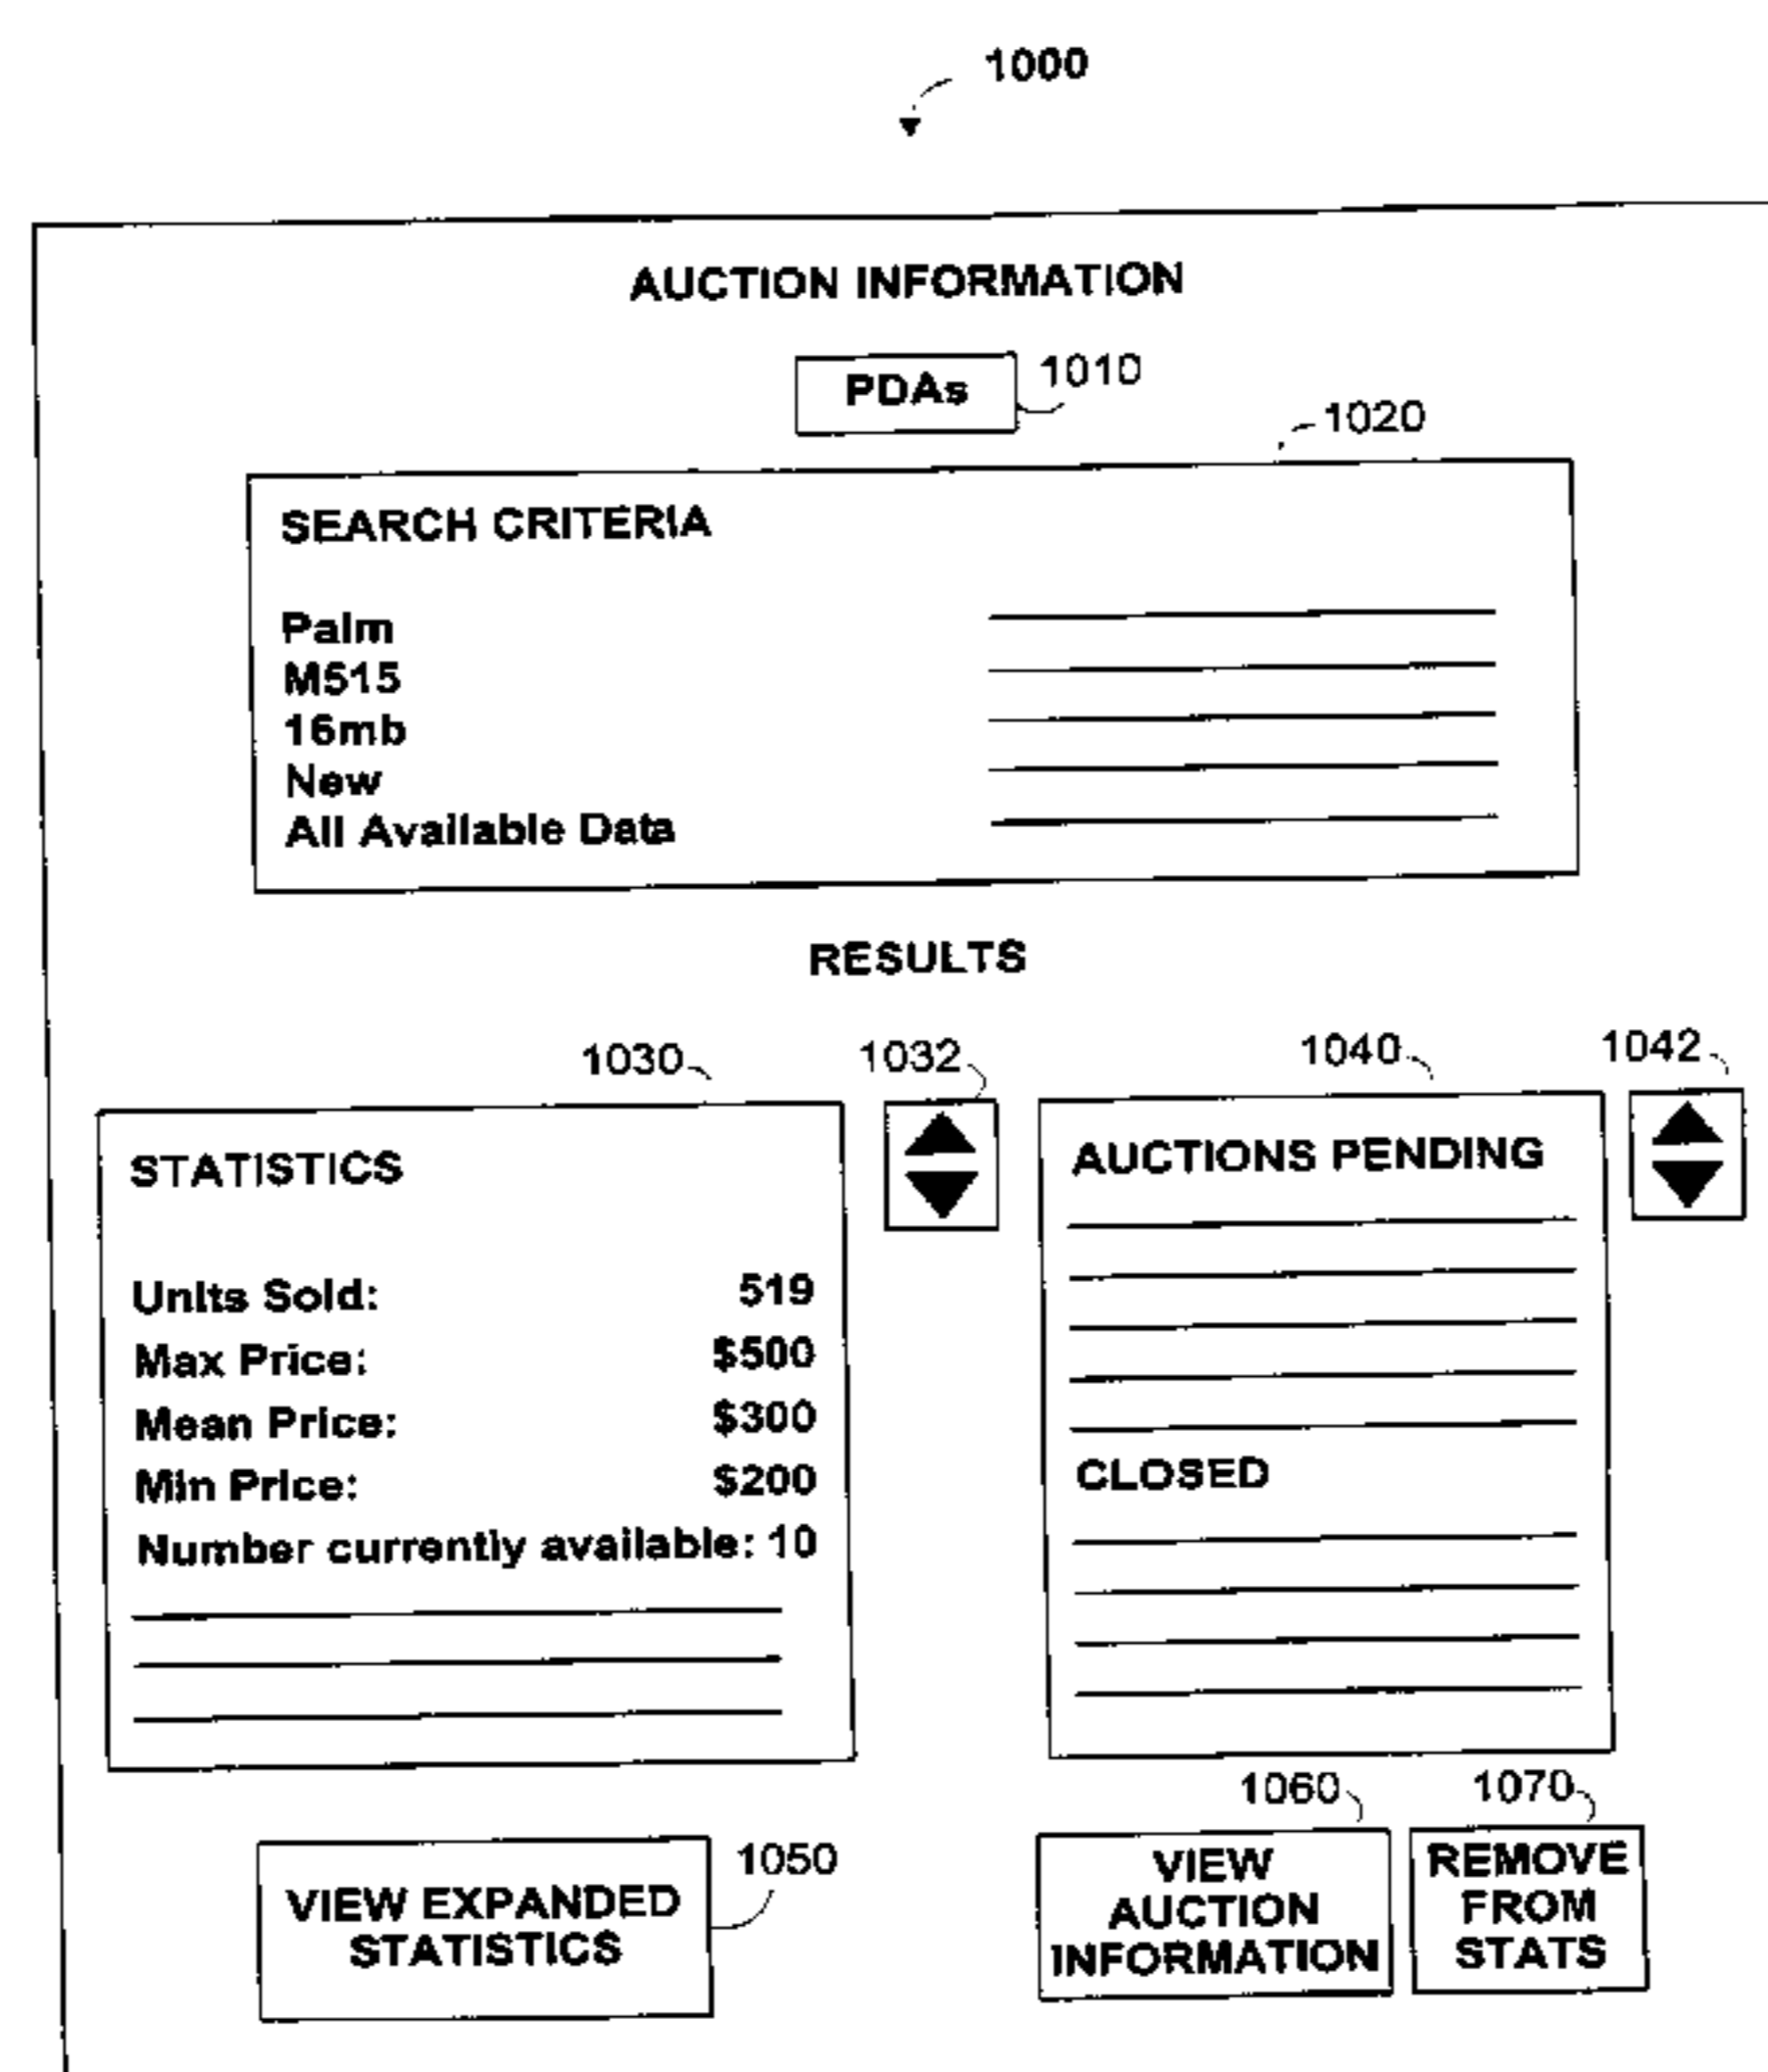 1000
AUCTION INFORMATION
PDAs 1010
1020
SEARCH CRITERIA
Palm
M515
16mb
New
All Available Data
RESULTS
1030 1032 1040 1042
STATISTICS
Units Sold: 519
Max Price: $500
Mean Price: $300
Min Price: $200
Number currently available: 10
AUCTIONS PENDING
CLOSED
VIEW EXPANDED
STATISTICS
1050
1060
VIEW
AUCTION
INFORMATION
1070
REMOVE
FROM
STATS